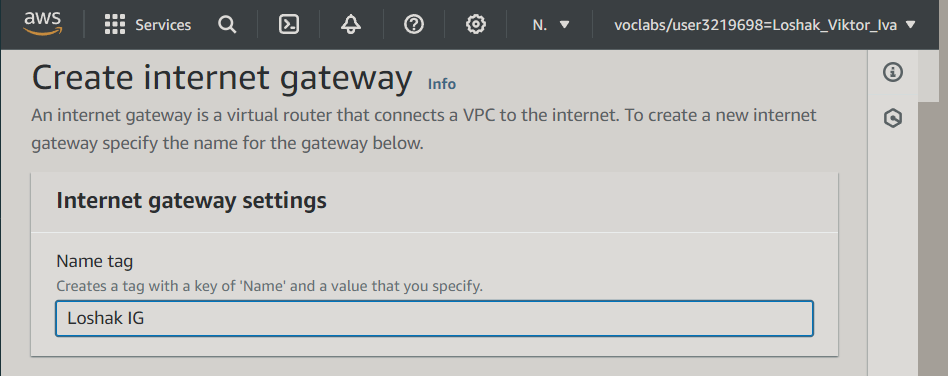 aws
Services
N.
voclabs/user3219698=Loshak_Viktor_Iva
Create internet gateway Info
An internet gateway is a virtual router that connects a VPC to the internet. To create a new internet
gateway specify the name for the gateway below.
Internet gateway settings
Name tag
Creates a tag with a key of 'Name' and a value that you specify.
Loshak IG